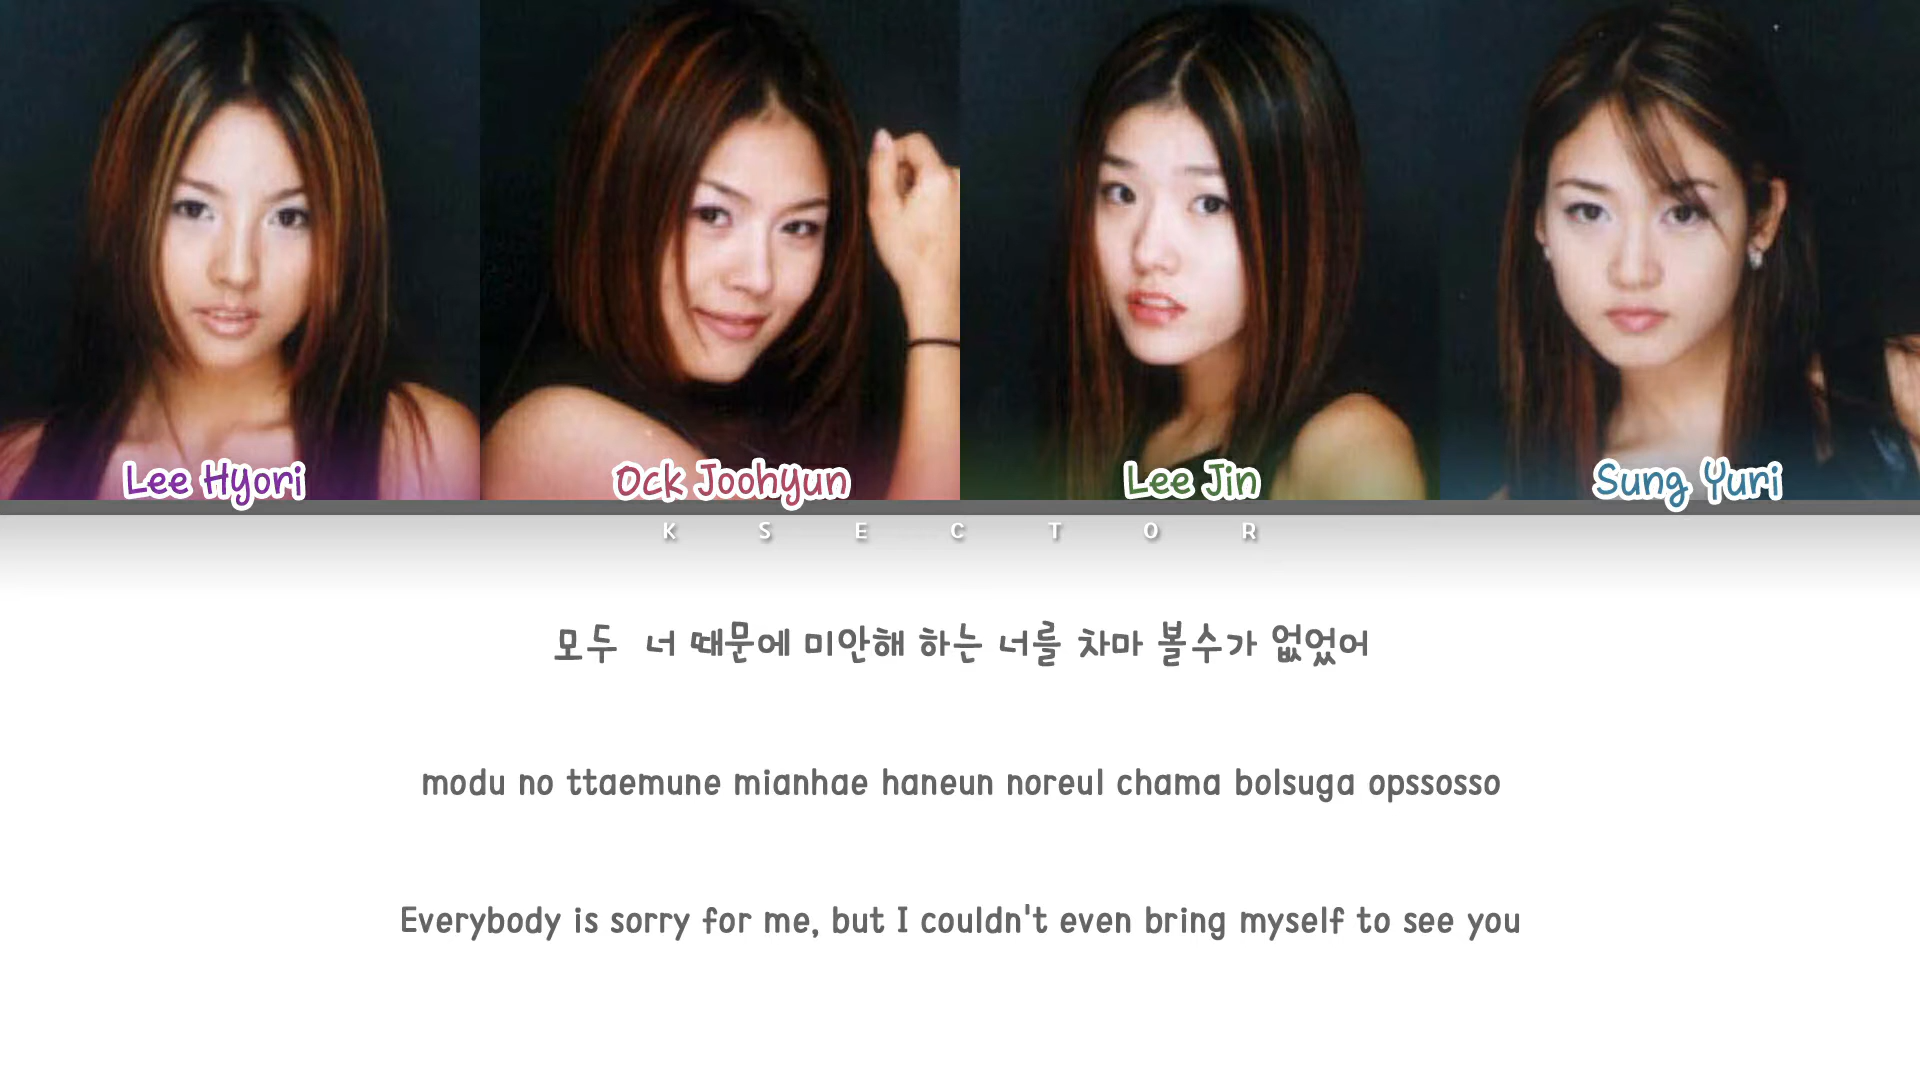 Lee Hyori
Ock Joohyun
Lee Jin
Sung Yuri
K S E C T O R
모두 너 때문에 미안해 하는 너를 차마 볼수가 없었어
modu no ttaemune mianhae haneun noreul chama bolsuga opssosso
Everybody is sorry for me, but I couldn't even bring myself to see you